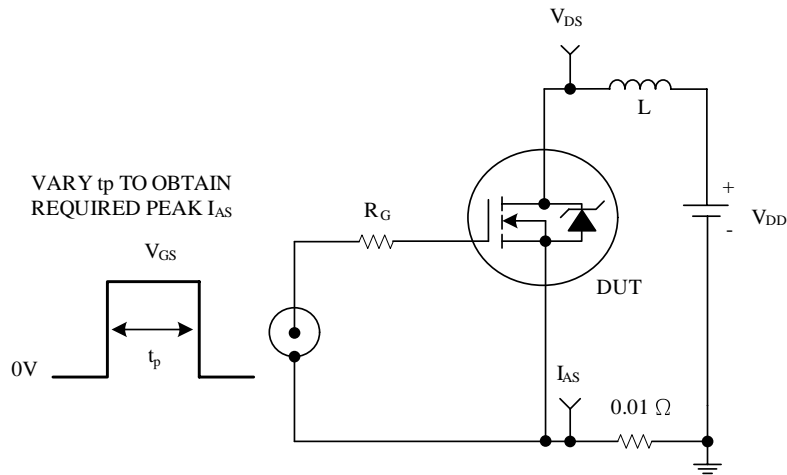 VDS
L
VARY tp TO OBTAIN
REQUIRED PEAK IAS
RG
+
VDD
-
VGS
DUT
0V
tp
IAS
0.01 Ω